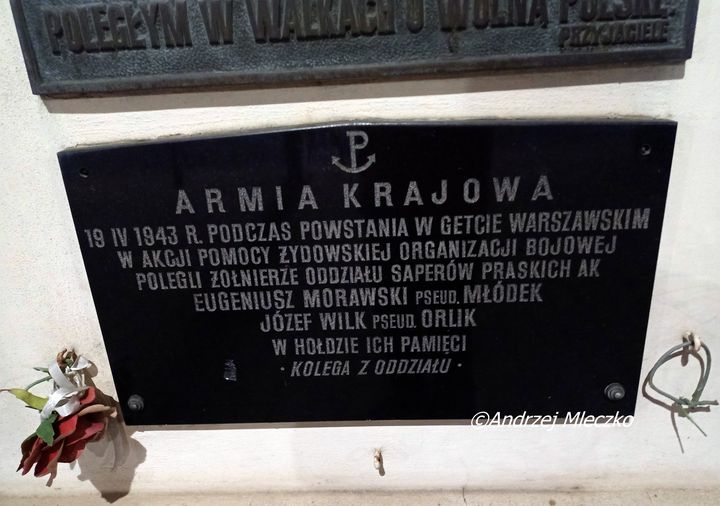 POLEGŁYM W WALKACH O WOLNĄ POLSKĘ.
PRZYJACIELE
ARMIA KRAJOWA
19 IV 1943 R. PODCZAS POWSTANIA W GETCIE WARSZAWSKIM
W AKCJI POMOCY ŻYDOWSKIEJ ORGANIZACJI BOJOWEJ
POLEGLI ŻOŁNIERZE ODDZIAŁU SAPERÓW PRASKICH AK
EUGENIUSZ MORAWSKI PSEUD. MŁÓDEK
JÓZEF WILK PSEUD. ORLIK
W HOŁDZIE ICH PAMIĘCI
· KOLEGA Z ODDZIAŁU ·
©Andrzej Mleczko